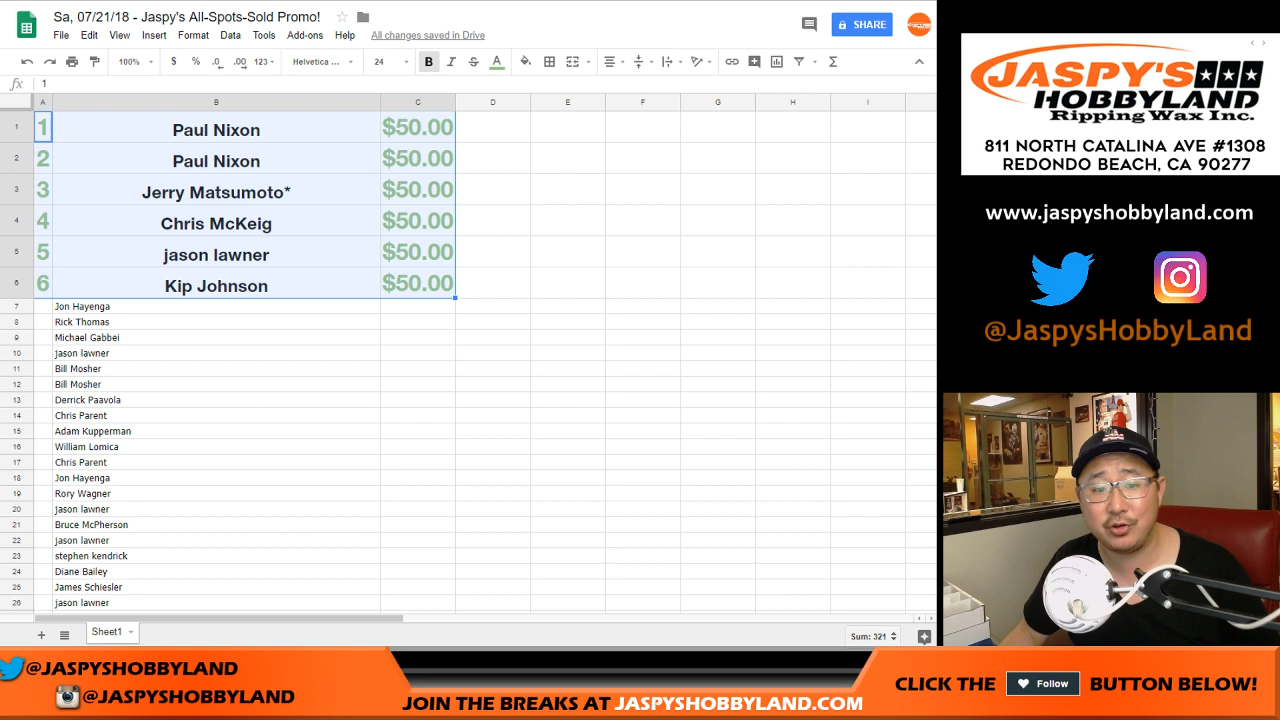 Sa, 07/21/18 - Jaspy's All-Spots-Sold Promo!
SHARE
File Edit View Insert Format Data Tools Add-ons Help All changes saved in Drive
100% $ % .0 .00 123 Helvetica ... 24 B I S A
fx 1
A B C D E F G H I
1 1 Paul Nixon $50.00
2 2 Paul Nixon $50.00
3 3 Jerry Matsumoto* $50.00
4 4 Chris McKeig $50.00
5 5 jason lawner $50.00
6 6 Kip Johnson $50.00
7 Jon Hayenga
8 Rick Thomas
9 Michael Gabbei
10 jason lawner
11 Bill Mosher
12 Bill Mosher
13 Derrick Paavola
14 Chris Parent
15 Adam Kupperman
16 William Lomica
17 Chris Parent
18 Jon Hayenga
19 Rory Wagner
20 jason lawner
21 Bruce McPherson
22 jason lawner
23 stephen kendrick
24 Diane Bailey
25 James Schiesler
26 jason lawner
Sheet1
Sum: 321
JASPY'S
HOBBYLAND
Ripping Wax Inc.
811 NORTH CATALINA AVE #1308
REDONDO BEACH, CA 90277
www.jaspyshobbyland.com
@JaspysHobbyLand
@JASPYSHOBBYLAND
@JASPYSHOBBYLAND
JOIN THE BREAKS AT JASPYSHOBBYLAND.COM
CLICK THE Follow BUTTON BELOW!